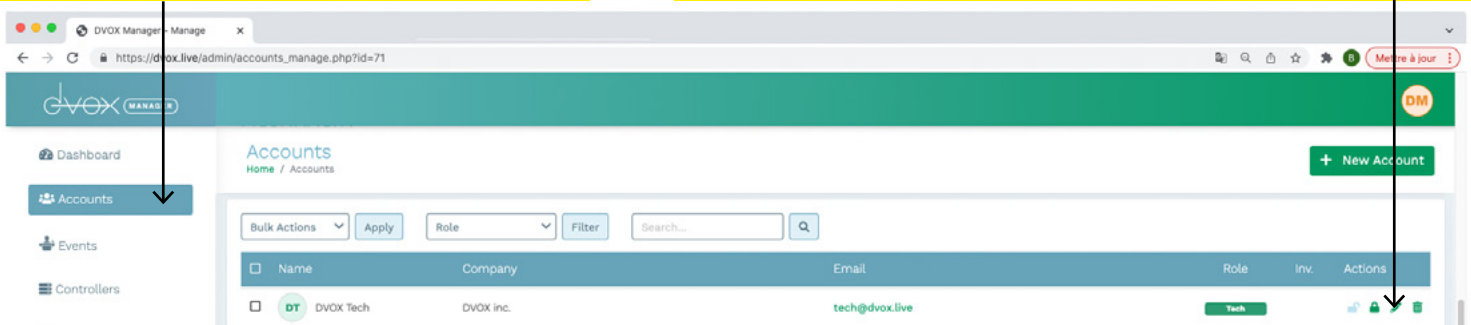 DVOX Manager - Manage
https://dvox.live/admin/accounts_manage.php?id=71
B
Mettre à jour
dvox MANAGER
DM
Dashboard
Accounts
Home / Accounts
+ New Account
Accounts
Bulk Actions
Apply
Role
Filter
Search...
Events
Name
Company
Email
Role
Inv.
Actions
Controllers
DT
DVOX Tech
DVOX inc.
tech@dvox.live
Tech